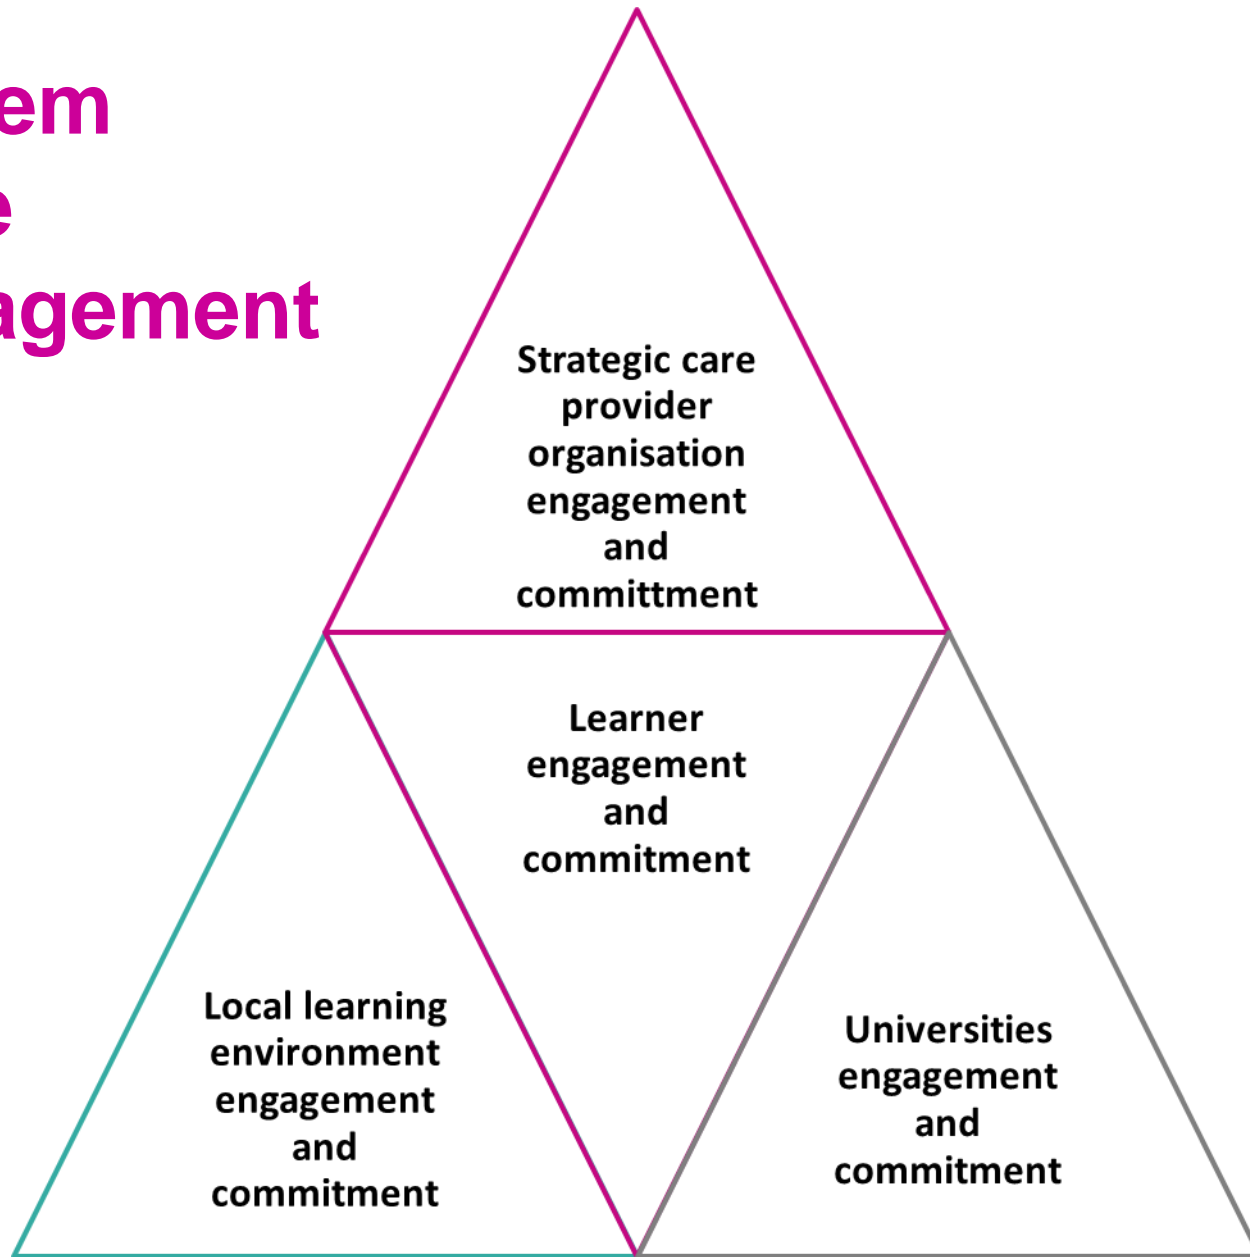 em
e
agement
Strategic care
provider
organisation
engagement
and
committment
Learner
engagement
and
commitment
Local learning
environment
engagement
and
commitment
Universities
engagement
and
commitment